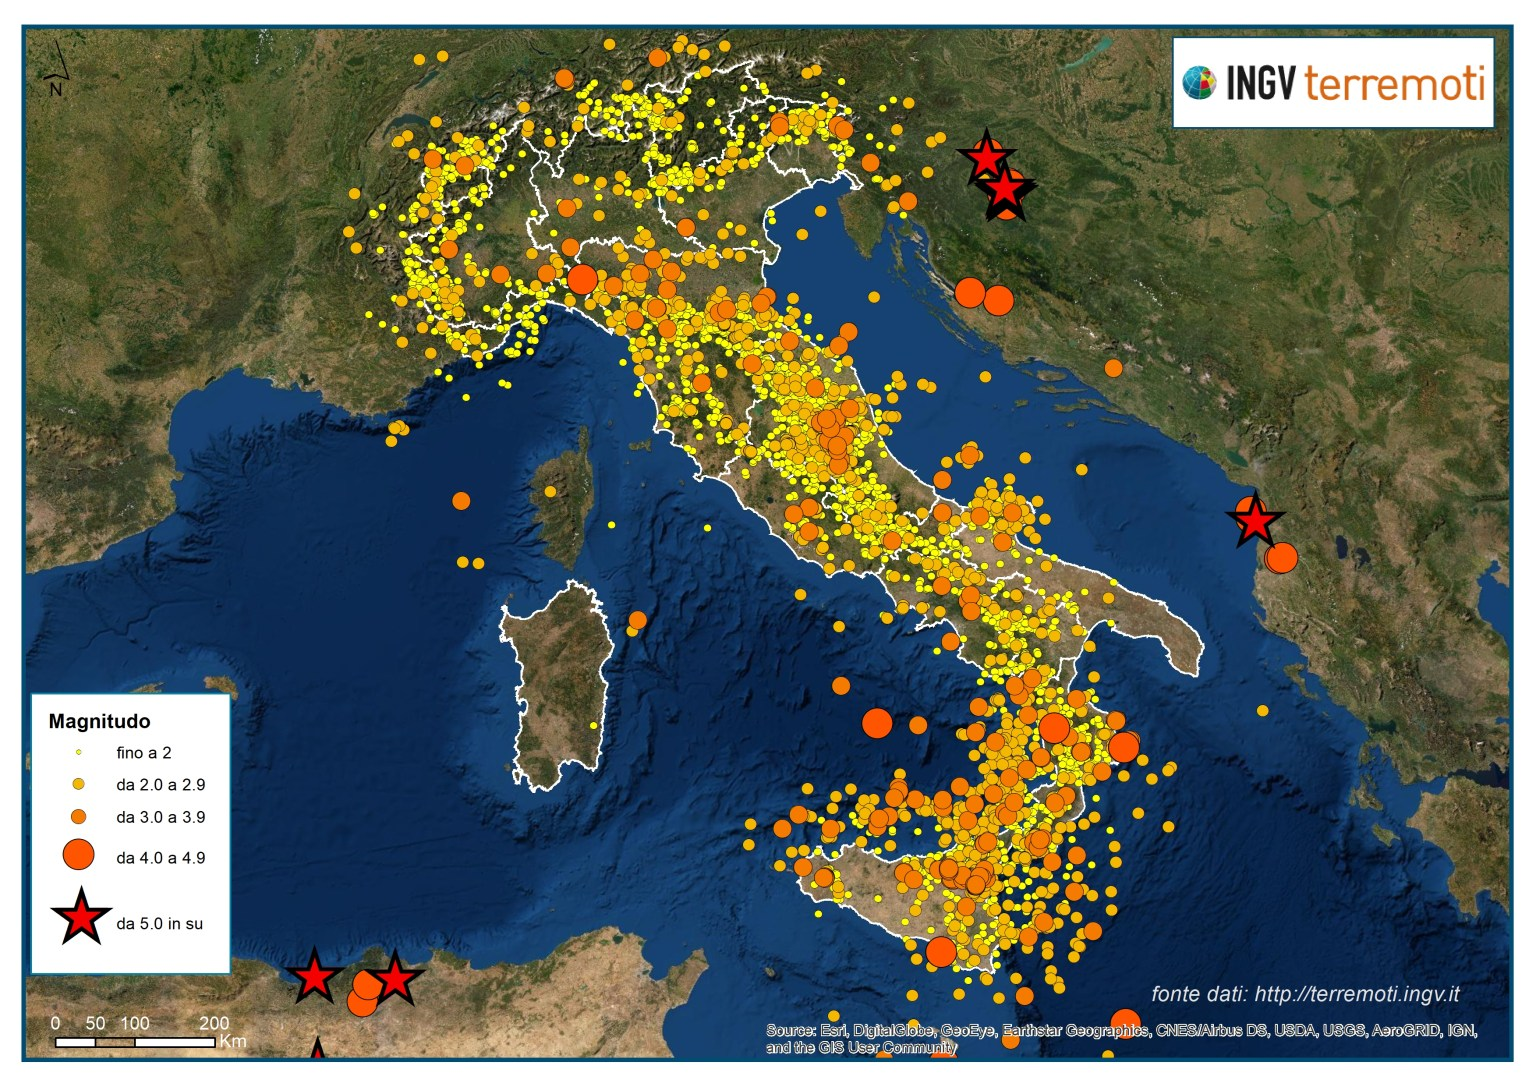 INGV terremoti
N
Magnitudo
fino a 2
da 2.0 a 2.9
da 3.0 a 3.9
da 4.0 a 4.9
da 5.0 in su
0 50 100 200
Km
fonte dati: http://terremoti.ingv.it
Source: Esri, DigitalGlobe, GeoEye, Earthstar Geographics, CNES/Airbus DS, USDA, USGS, AeroGRID, IGN,
and the GIS User Community